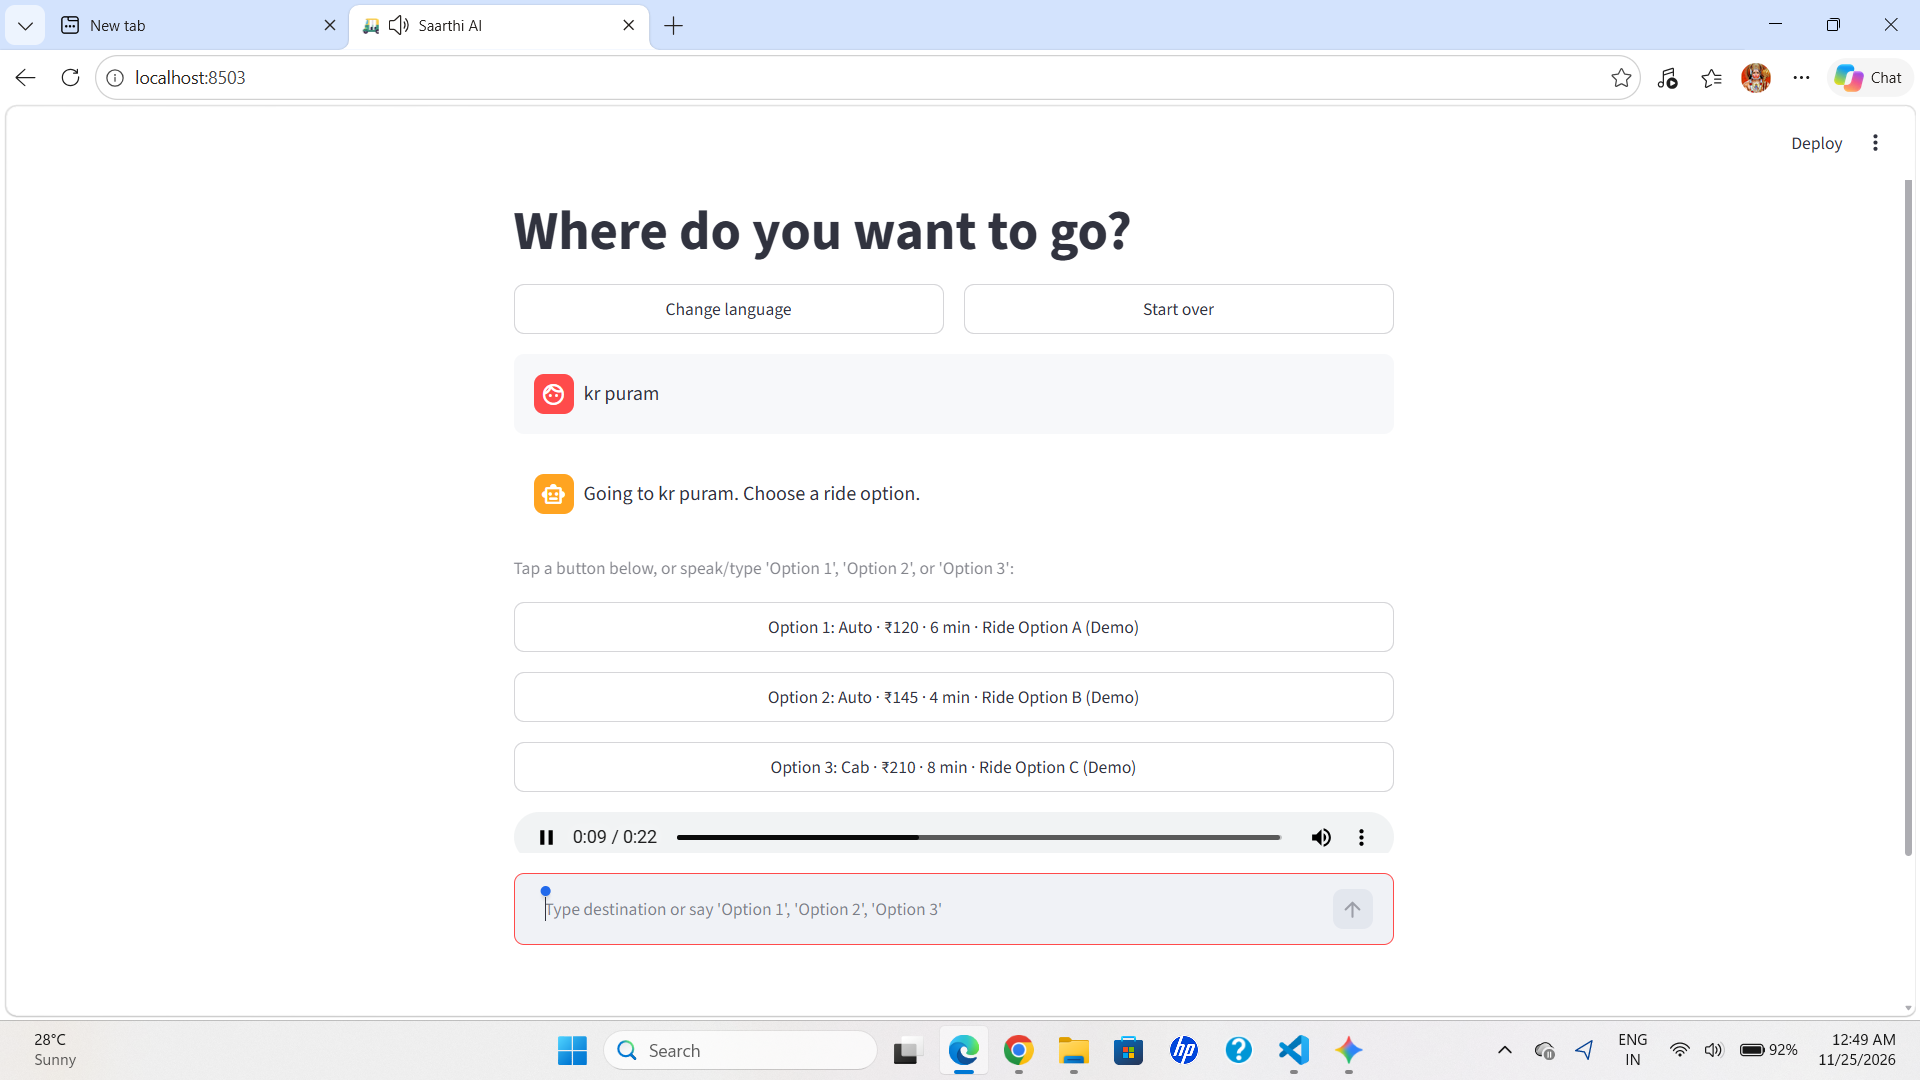 New tab
Saarthi AI
localhost:8503
Chat
Deploy
Where do you want to go?
Change language
Start over
kr puram
Going to kr puram. Choose a ride option.
Tap a button below, or speak/type 'Option 1', 'Option 2', or 'Option 3':
Option 1: Auto · ₹120 · 6 min · Ride Option A (Demo)
Option 2: Auto · ₹145 · 4 min · Ride Option B (Demo)
Option 3: Cab · ₹210 · 8 min · Ride Option C (Demo)
0:09 / 0:22
Type destination or say 'Option 1', 'Option 2', 'Option 3'
28°C
Sunny
Search
hp
?
ENG
IN
92%
12:49 AM
11/25/2026